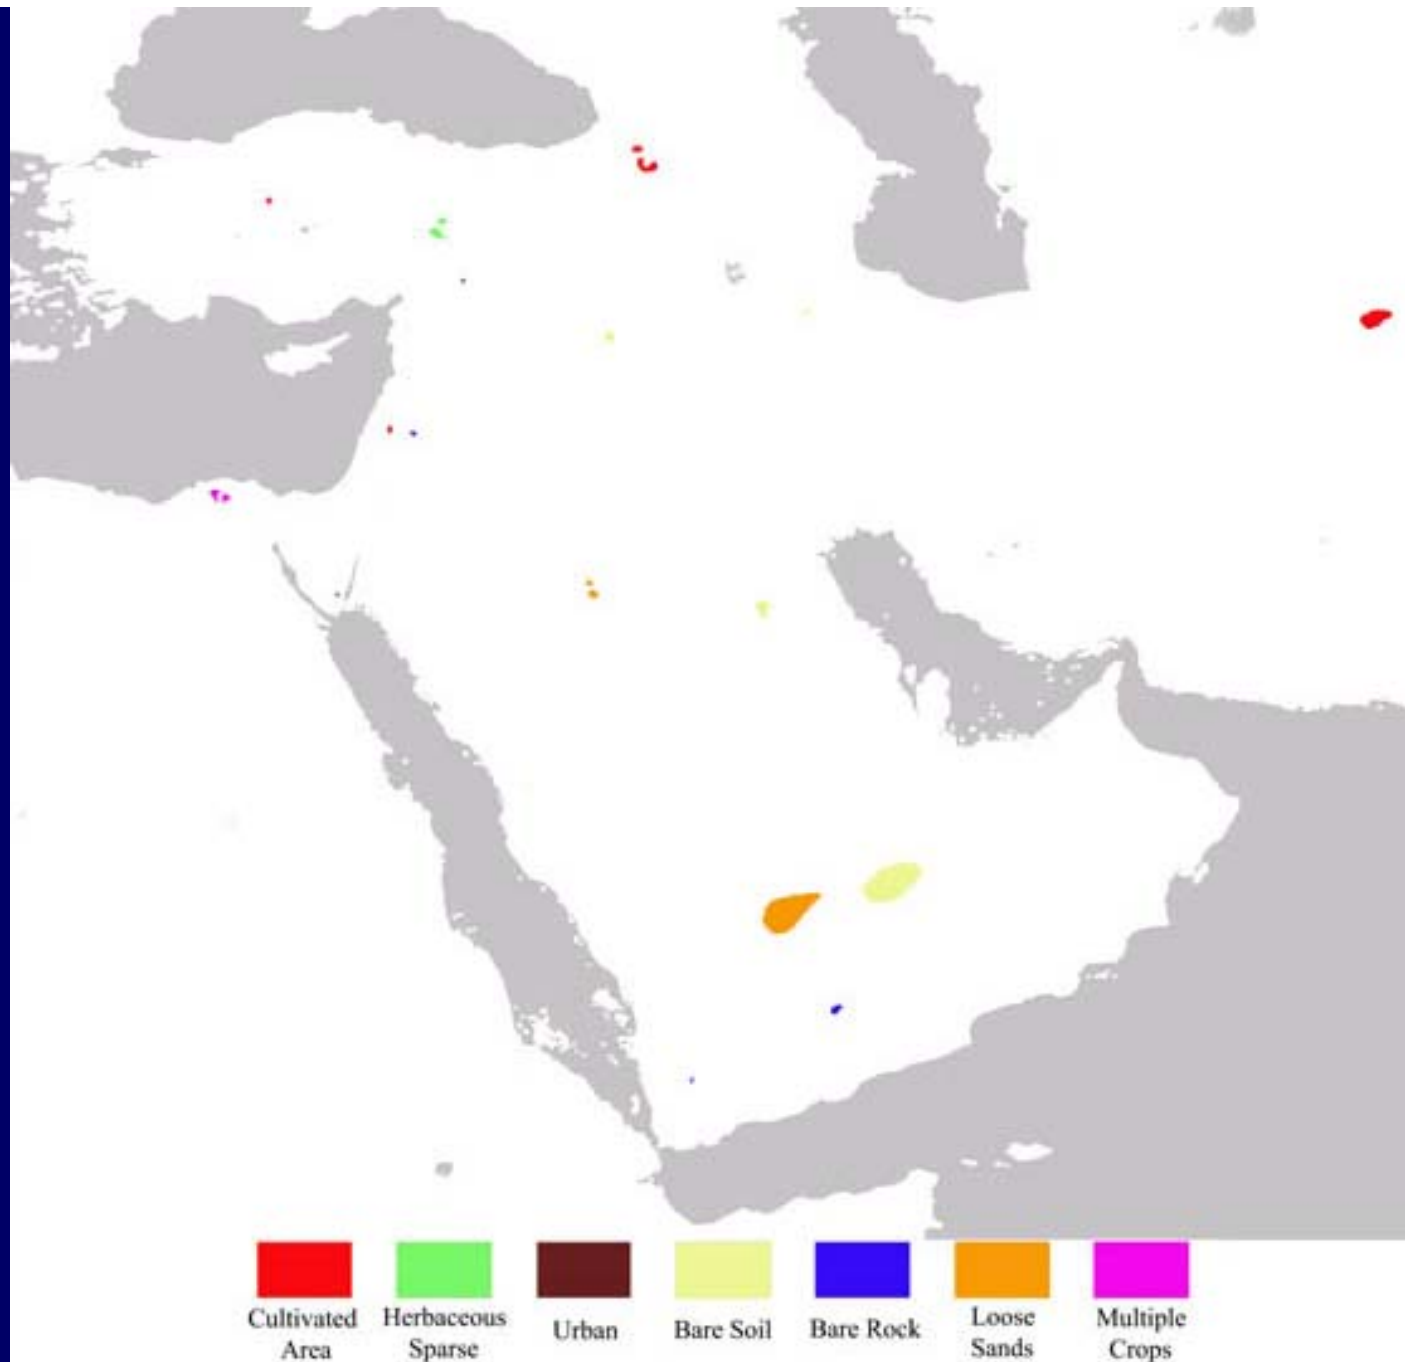 Cultivated Area
Herbaceous Sparse
Urban
Bare Soil
Bare Rock
Loose Sands
Multiple Crops